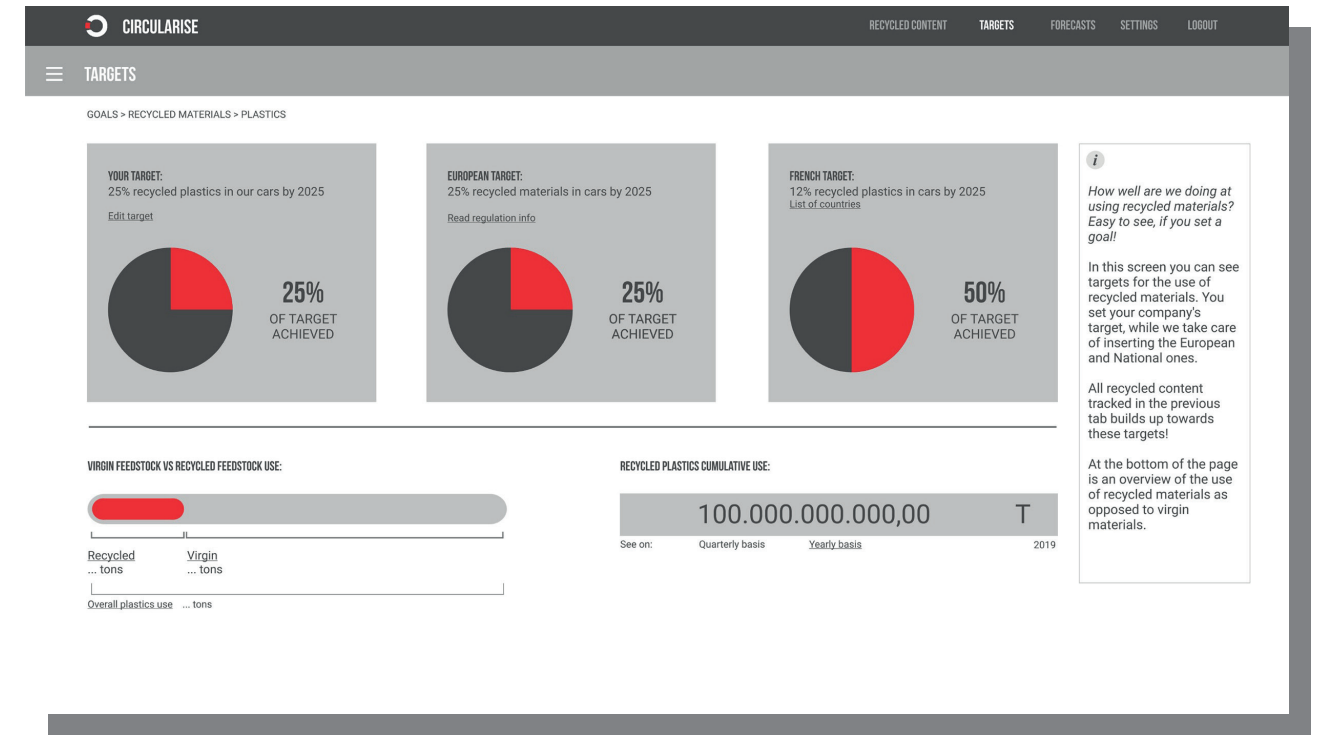 CIRCULARISE
RECYCLED CONTENT TARGETS FORECASTS SETTINGS LOGOUT
TARGETS
GOALS > RECYCLED MATERIALS > PLASTICS
YOUR TARGET:
25% recycled plastics in our cars by 2025
Edit target
25%
OF TARGET
ACHIEVED
EUROPEAN TARGET:
25% recycled materials in cars by 2025
Read regulation info
25%
OF TARGET
ACHIEVED
FRENCH TARGET:
12% recycled plastics in cars by 2025
List of countries
50%
OF TARGET
ACHIEVED
i
How well are we doing at
using recycled materials?
Easy to see, if you set a
goal!
In this screen you can see
targets for the use of
recycled materials. You
set your company's
target, while we take care
of inserting the European
and National ones.
All recycled content
tracked in the previous
tab builds up towards
these targets!
At the bottom of the page
is an overview of the use
of recycled materials as
opposed to virgin
materials.
VIRGIN FEEDSTOCK VS RECYCLED FEEDSTOCK USE:
Recycled Virgin
... tons ... tons
Overall plastics use ... tons
RECYCLED PLASTICS CUMULATIVE USE:
100.000.000.000,00 T
See on: Quarterly basis Yearly basis 2019